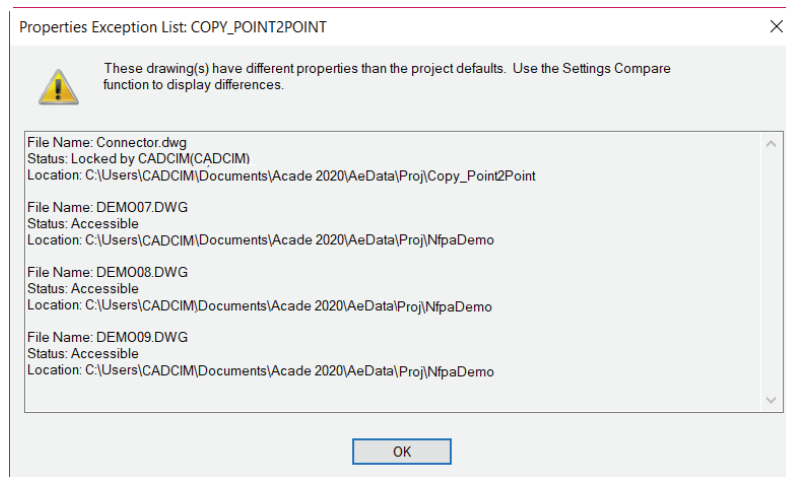 Properties Exception List: COPY_POINT2POINT
These drawing(s) have different properties than the project defaults. Use the Settings Compare
function to display differences.
File Name: Connector.dwg
Status: Locked by CADCIM(CADCIM)
Location: C:\Users\CADCIM\Documents\Acade 2020\AeData\Proj\Copy_Point2Point
File Name: DEMO07.DWG
Status: Accessible
Location: C:\Users\CADCIM\Documents\Acade 2020\AeData\Proj\NfpaDemo
File Name: DEMO08.DWG
Status: Accessible
Location: C:\Users\CADCIM\Documents\Acade 2020\AeData\Proj\NfpaDemo
File Name: DEMO09.DWG
Status: Accessible
Location: C:\Users\CADCIM\Documents\Acade 2020\AeData\Proj\NfpaDemo
OK